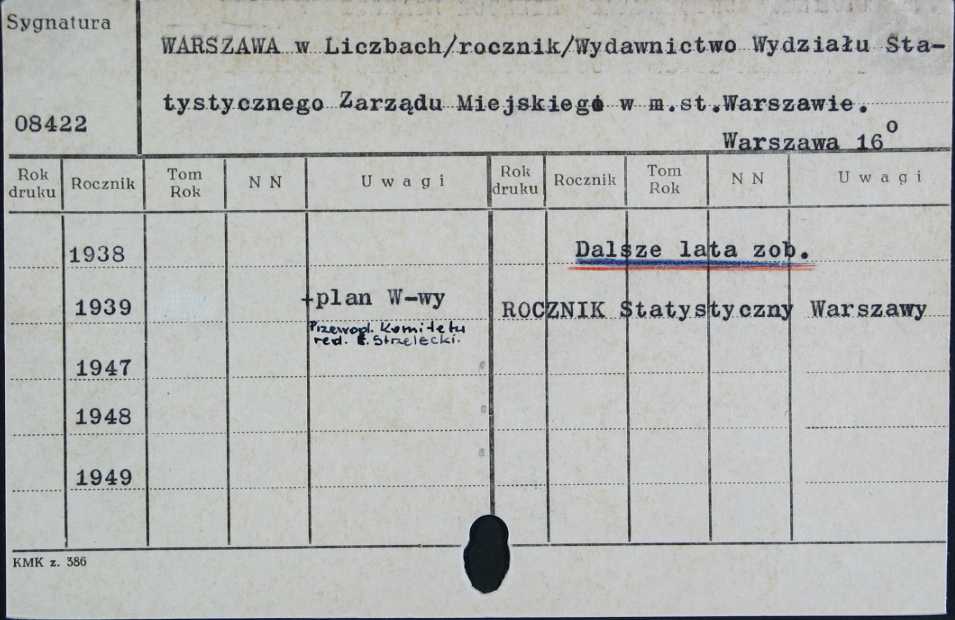 Sygnatura
08422
WARSZAWA w Liczbach/rocznik/Wydawnictwo Wydziału Sta-
tystycznego Zarządu Miejskiego w m.st.Warszawie.
Warszawa 16o
Rok druku Rocznik Tom Rok N N U w a g i Rok druku Rocznik Tom Rok N N U w a g i
1938 Dalsze lata zob.
1939 +plan W-wy ROCZNIK Statystyczny Warszawy
Przewod. Komitetu
red. E. Strzelecki.
1947
1948
1949
KMK z. 386